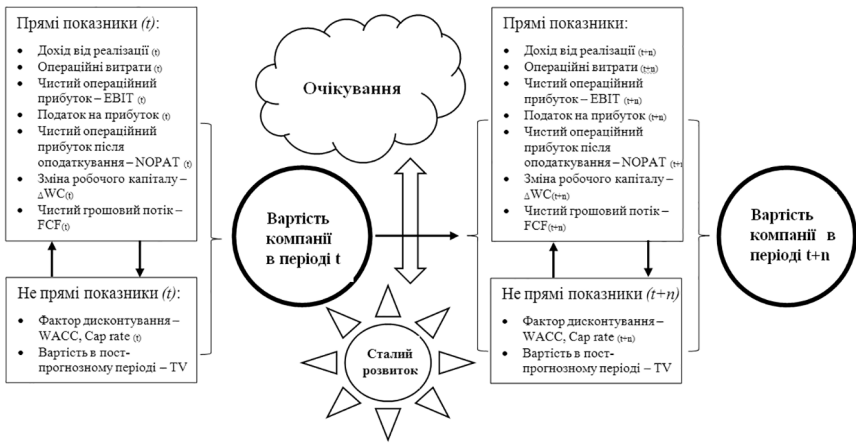 Прямі показники (t):
• Дохід від реалізації (t)
• Операційні витрати (t)
• Чистий операційний
прибуток – EBIT (t)
• Податок на прибуток (t)
• Чистий операційний
прибуток після
оподаткування – NOPAT (t)
• Зміна робочого капіталу –
ΔWC(t)
• Чистий грошовий потік –
FCF(t)
Не прямі показники (t):
• Фактор дисконтування –
WACC, Cap rate (t)
• Вартість в пост-
прогнозному періоді – TV
Очікування
Вартість
компанії
в періоді t
Сталий
розвиток
Прямі показники:
• Дохід від реалізації (t+n)
• Операційні витрати (t+n)
• Чистий операційний
прибуток – EBIT (t+n)
• Податок на прибуток (t+n)
• Чистий операційний
прибуток після
оподаткування – NOPAT (t+n
• Зміна робочого капіталу –
ΔWC(t+n)
• Чистий грошовий потік –
FCF(t+n)
Не прямі показники (t+n)
• Фактор дисконтування –
WACC, Cap rate (t+n)
• Вартість в пост-
прогнозному періоді – TV
Вартість
компанії в
періоді t+n